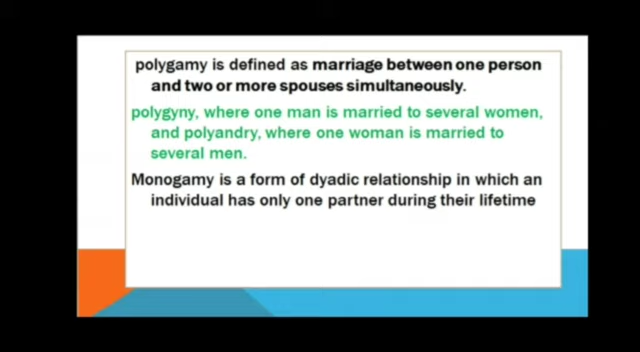 polygamy is defined as marriage between one person
and two or more spouses simultaneously.
polygyny, where one man is married to several women,
and polyandry, where one woman is married to
several men.
Monogamy is a form of dyadic relationship in which an
individual has only one partner during their lifetime